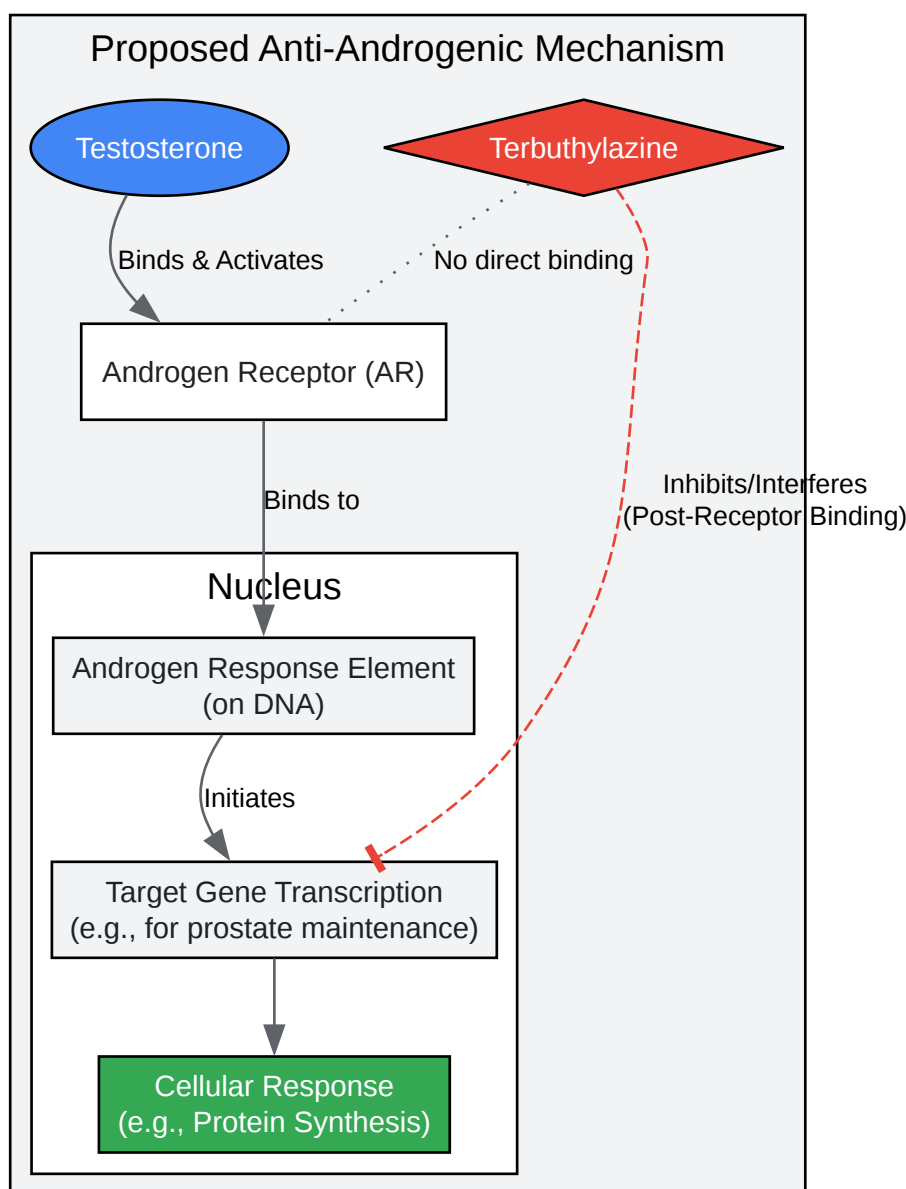 Proposed Anti-Androgenic Mechanism
Testosterone
Terbuthylazine
Binds & Activates
No direct binding
Androgen Receptor (AR)
Binds to
Inhibits/Interferes
(Post-Receptor Binding)
Nucleus
Androgen Response Element
(on DNA)
Initiates
Target Gene Transcription
(e.g., for prostate maintenance)
Cellular Response
(e.g., Protein Synthesis)